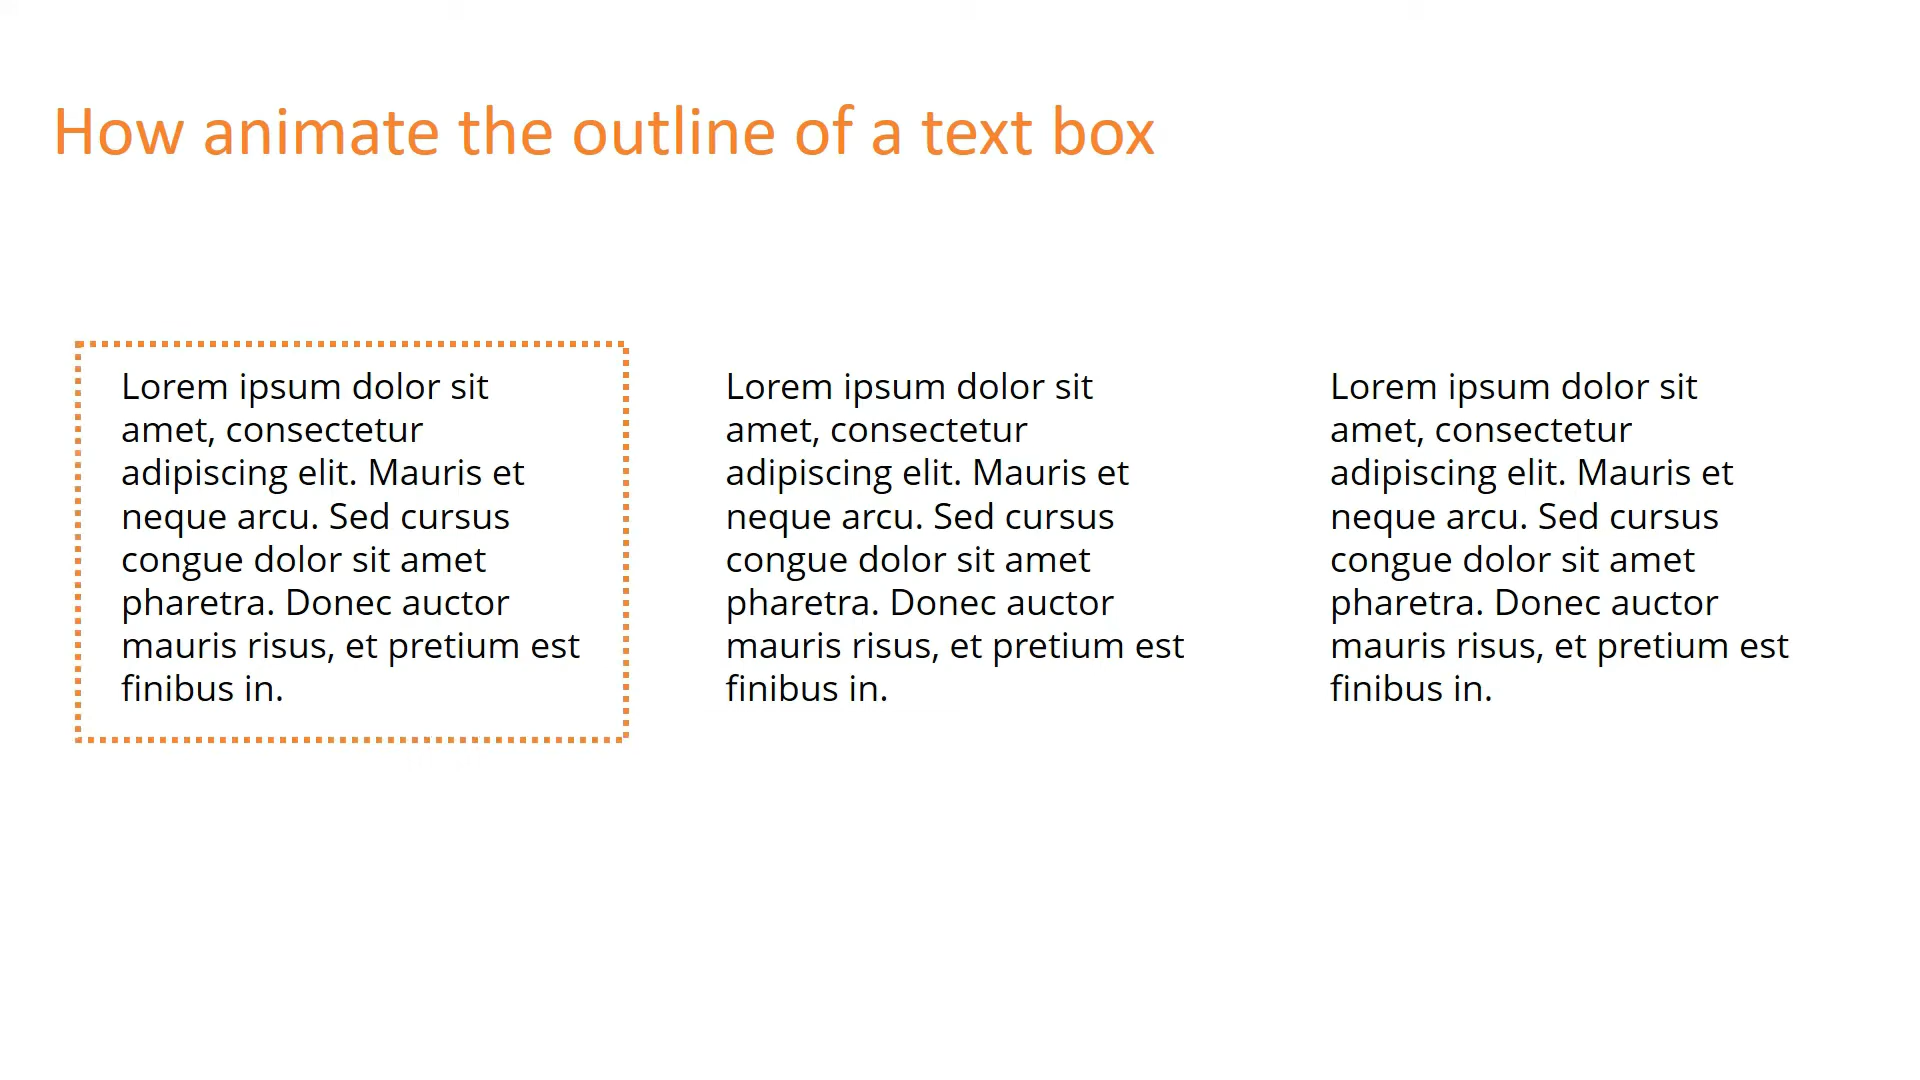 How animate the outline of a text box
Lorem ipsum dolor sit
amet, consectetur
adipiscing elit. Mauris et
neque arcu. Sed cursus
congue dolor sit amet
pharetra. Donec auctor
mauris risus, et pretium est
finibus in.
Lorem ipsum dolor sit
amet, consectetur
adipiscing elit. Mauris et
neque arcu. Sed cursus
congue dolor sit amet
pharetra. Donec auctor
mauris risus, et pretium est
finibus in.
Lorem ipsum dolor sit
amet, consectetur
adipiscing elit. Mauris et
neque arcu. Sed cursus
congue dolor sit amet
pharetra. Donec auctor
mauris risus, et pretium est
finibus in.